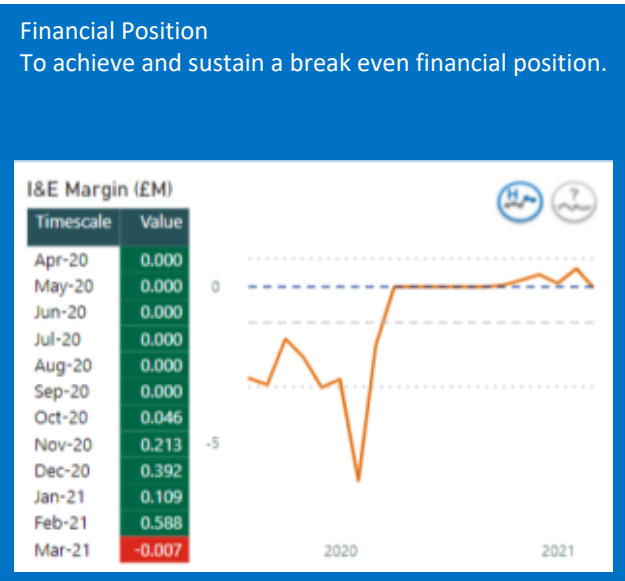 Financial Position
To achieve and sustain a break even financial position.
I&E Margin (£M)
H ?
Timescale Value
Apr-20 0.000
May-20 0.000
Jun-20 0.000
Jul-20 0.000
Aug-20 0.000
Sep-20 0.000
Oct-20 0.046
Nov-20 0.213
Dec-20 0.392
Jan-21 0.109
Feb-21 0.588
Mar-21 -0.007
0
-5
2020 2021